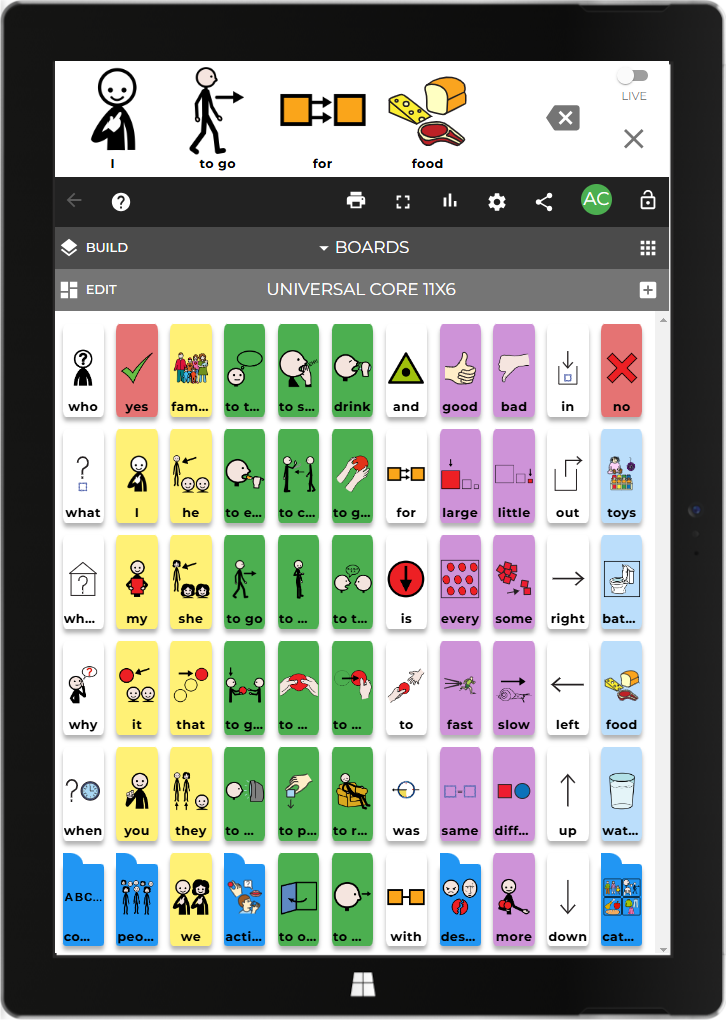 I to go for food
LIVE
AC
BUILD BOARDS
EDIT UNIVERSAL CORE 11X6
who yes fam... to t... to s... drink and good bad in no
what I he to e... to c... to g... for large little out toys
wh... my she to go to ... to t... is every some right bat...
why it that to g... to ... to ... to fast slow left food
when you they to ... to p... to r... was same diff... up wat...
ABC...
co... peo... we acti... to o... to ... with des... more down cat...